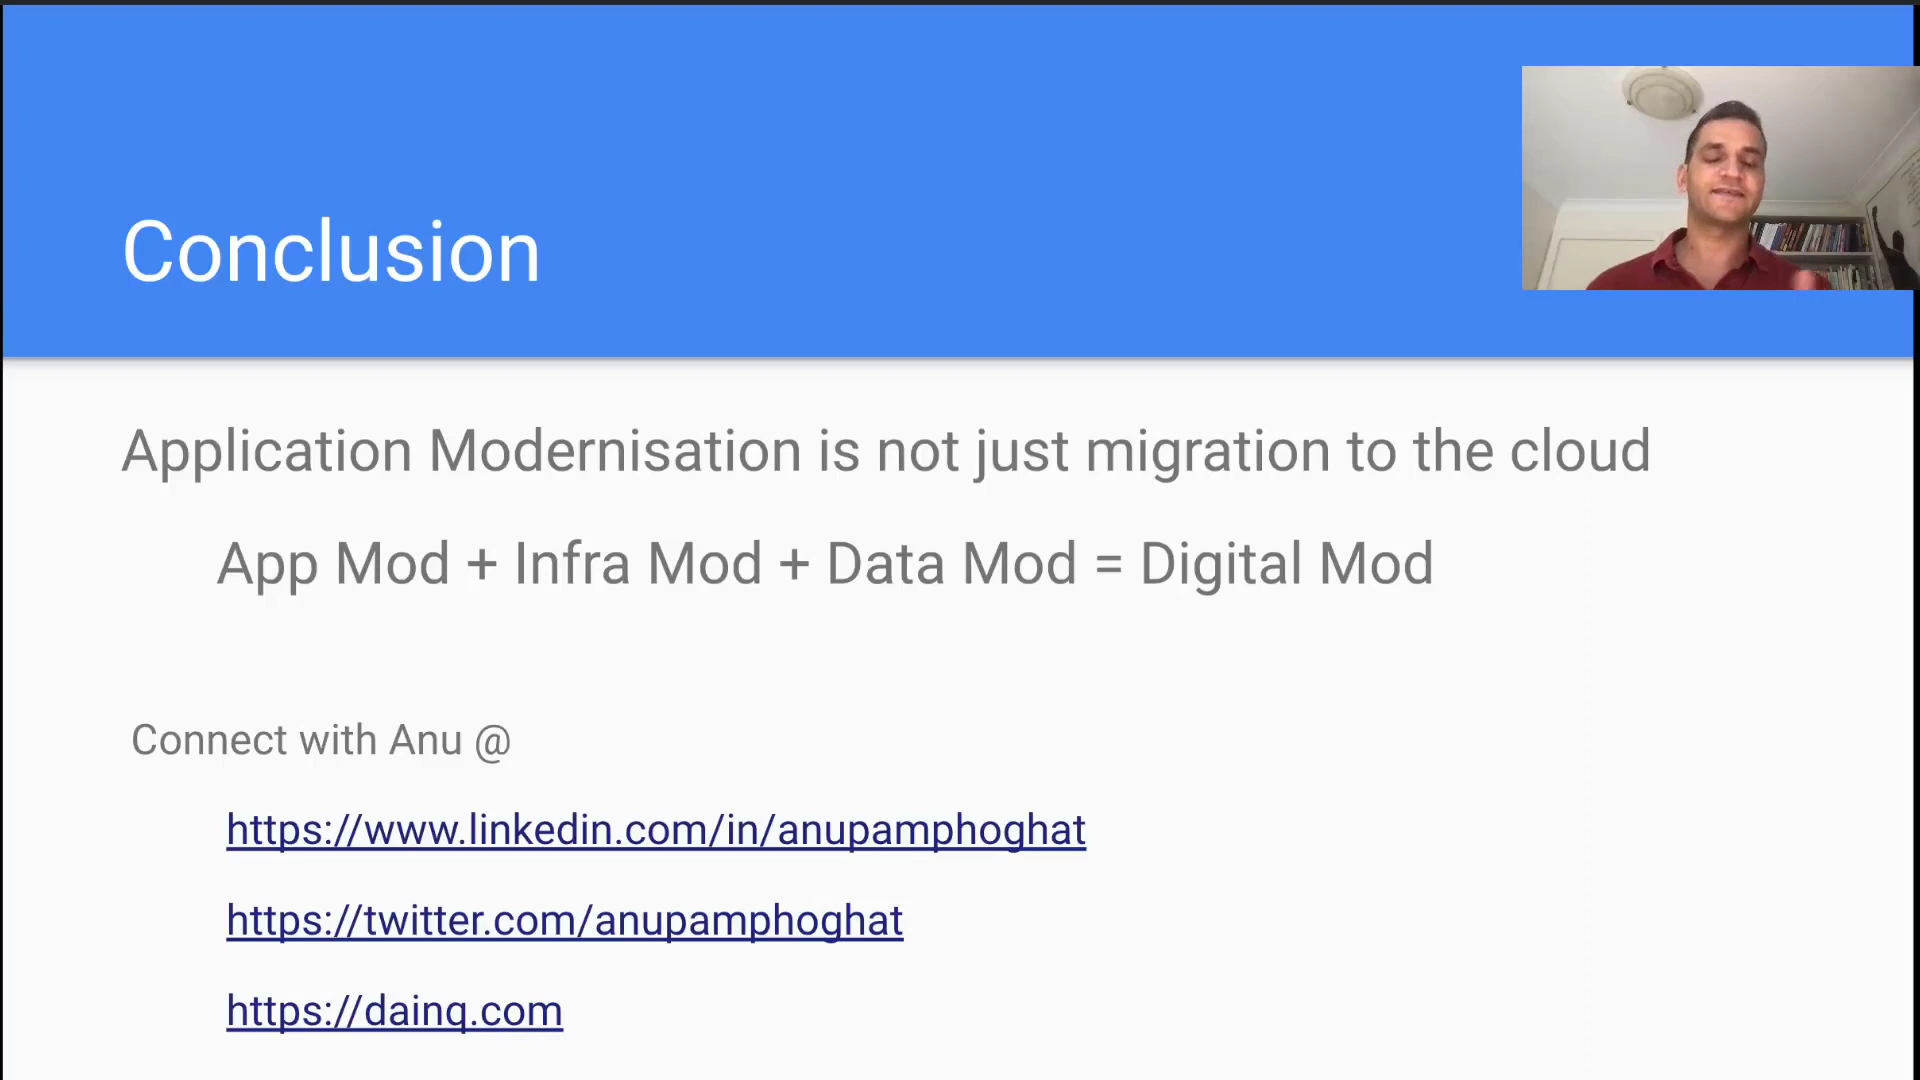 Conclusion
Application Modernisation is not just migration to the cloud
App Mod + Infra Mod + Data Mod = Digital Mod
Connect with Anu @
https://www.linkedin.com/in/anupamphoghat
https://twitter.com/anupamphoghat
https://dainq.com